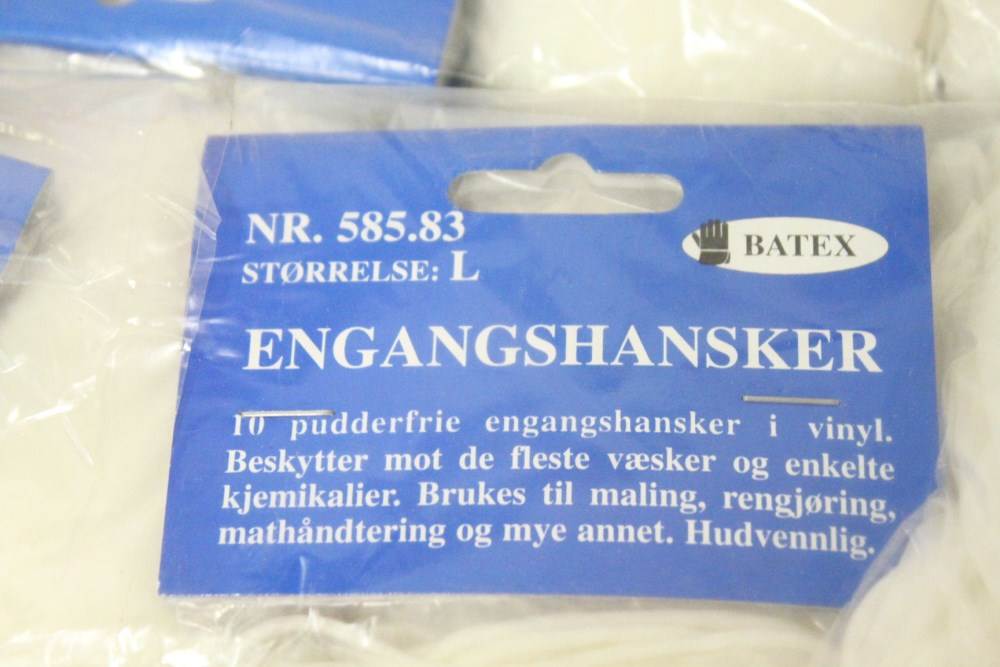 NR. 585.83
STØRRELSE: L
BATEX
ENGANGSHANSKER
10 pudderfrie engangshansker i vinyl.
Beskytter mot de fleste væsker og enkelte
kjemikalier. Brukes til maling, rengjøring,
mathåndtering og mye annet. Hudvennlig.